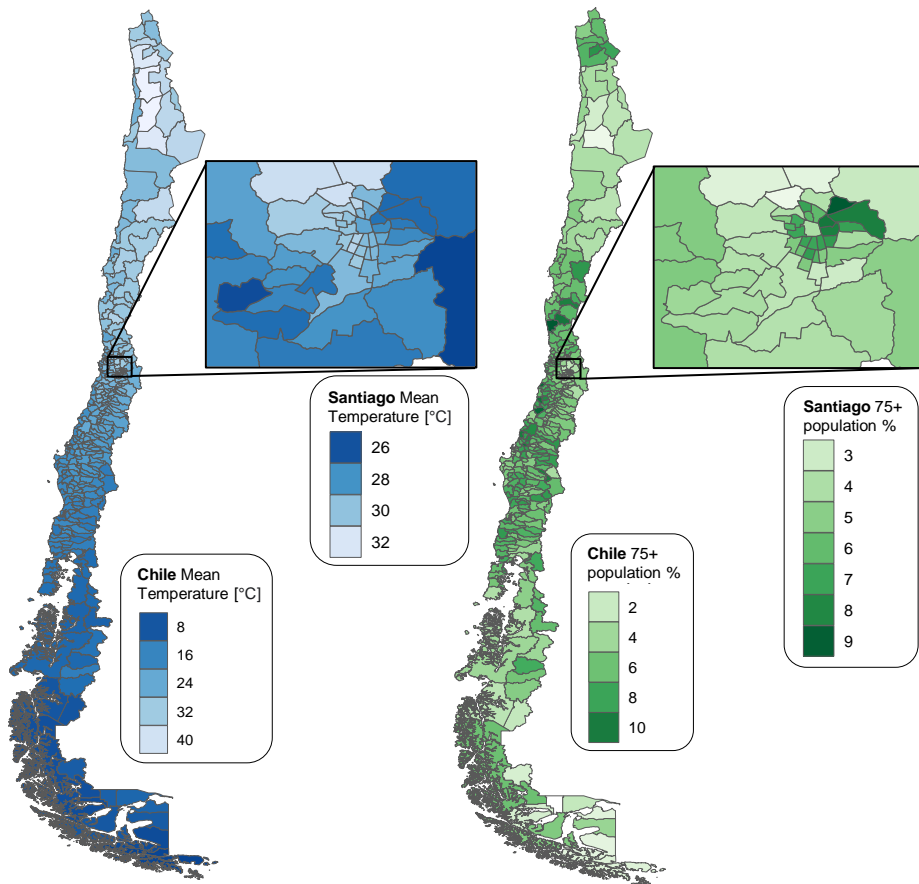 Santiago Mean
Temperature [°C]
26
28
30
32
Chile Mean
Temperature [°C]
8
16
24
32
40
Santiago 75+
population %
3
4
5
6
7
8
9
Chile 75+
population %
2
4
6
8
10